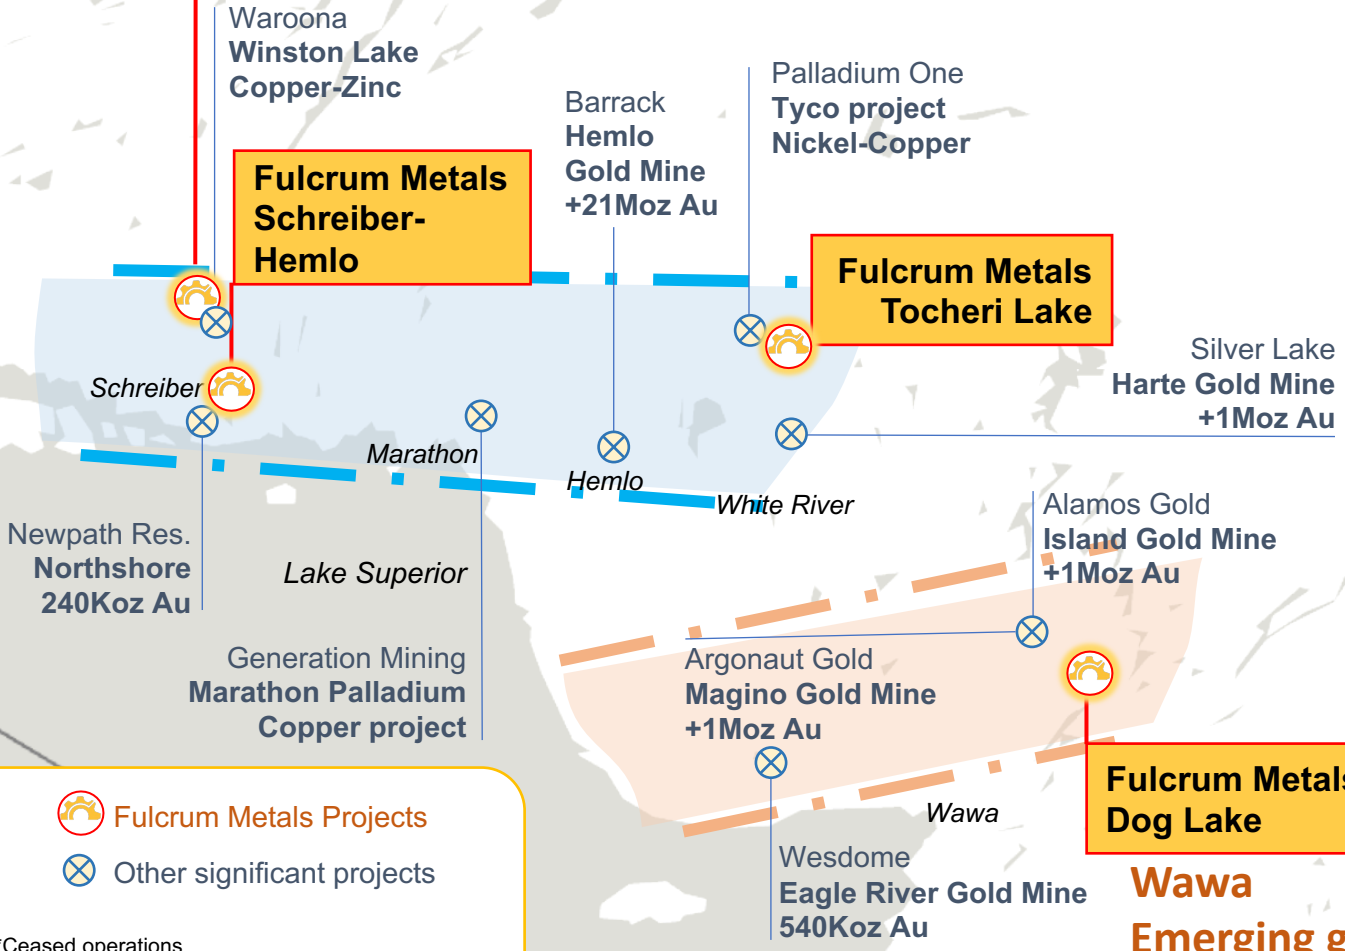 Waroona
Winston Lake
Copper-Zinc
Palladium One
Tyco project
Nickel-Copper
Barrack
Hemlo
Gold Mine
+21Moz Au
Fulcrum Metals
Schreiber-
Hemlo
Fulcrum Metals
Tocheri Lake
Silver Lake
Harte Gold Mine
+1Moz Au
Schreiber
Marathon
Hemlo
White River
Newpath Res.
Northshore
240Koz Au
Lake Superior
Alamos Gold
Island Gold Mine
+1Moz Au
Generation Mining
Marathon Palladium
Copper project
Argonaut Gold
Magino Gold Mine
+1Moz Au
Fulcrum Metals
Dog Lake
Wawa
Fulcrum Metals Projects
Other significant projects
Wesdome
Eagle River Gold Mine
540Koz Au
Wawa
Emerging g
*Ceased operations